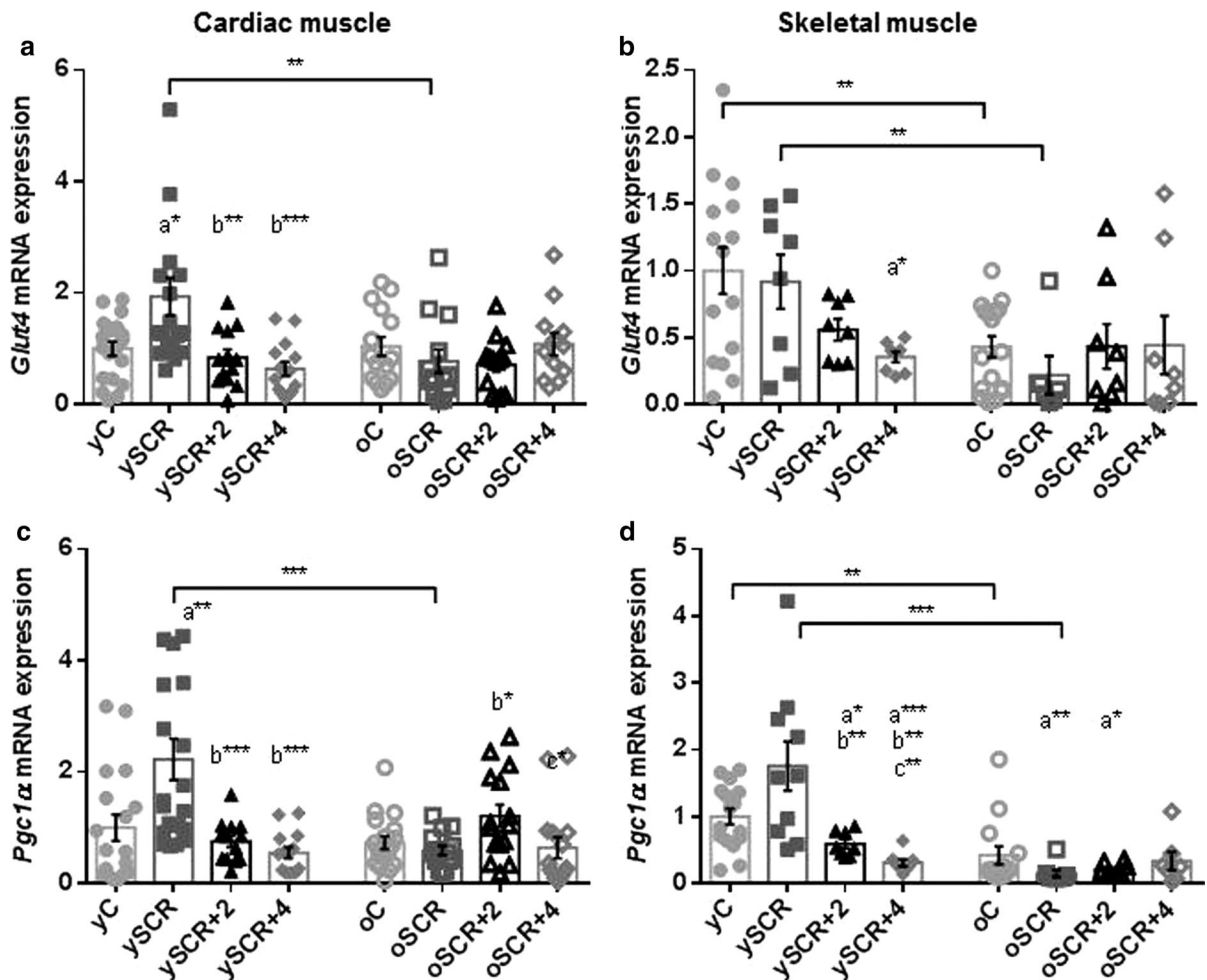 Cardiac muscle
a
Glut4 mRNA expression
6
4
2
0
**
a*
b**
b***
yC
ySCR
ySCR+2
ySCR+4
oC
oSCR
oSCR+2
oSCR+4
Skeletal muscle
b
Glut4 mRNA expression
2.5
2.0
1.5
1.0
0.5
0.0
**
**
a*
yC
ySCR
ySCR+2
ySCR+4
oC
oSCR
oSCR+2
oSCR+4
c
Pgc1α mRNA expression
6
4
2
0
***
a**
b***
b***
b*
c*
yC
ySCR
ySCR+2
ySCR+4
oC
oSCR
oSCR+2
oSCR+4
d
Pgc1α mRNA expression
5
4
3
2
1
0
**
***
a*
b**
a***
b**
c**
a**
a*
yC
ySCR
ySCR+2
ySCR+4
oC
oSCR
oSCR+2
oSCR+4